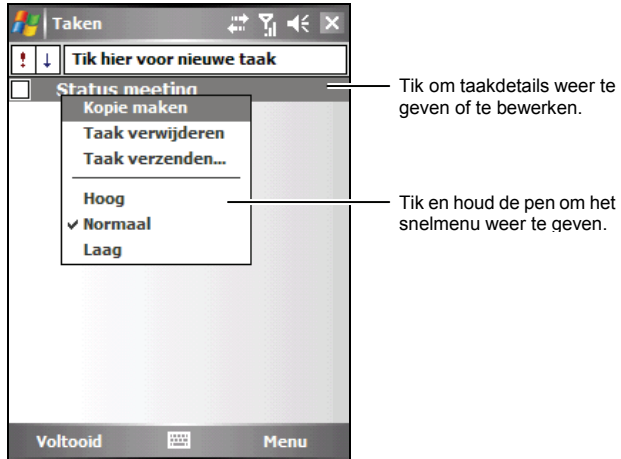 Taken
! ↓ Tik hier voor nieuwe taak
Status meeting
Kopie maken
Taak verwijderen
Taak verzenden...
Hoog
✓ Normaal
Laag
Voltooid Menu
Tik om taakdetails weer te
geven of te bewerken.
Tik en houd de pen om het
snelmenu weer te geven.